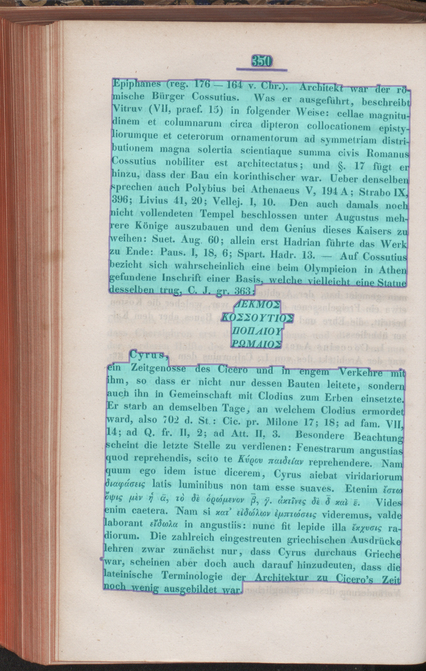 350
Epiphanes (reg. 176 — 164 v. Chr.). Architekt war der rö-
mische Bürger Cossutius. Was er ausgeführt, beschreibt
Vitruv (VII, praef. 15) in folgender Weise: cellae magnitu-
dinem et columnarum circa dipteron collocationem episty-
liorumque et ceterorum ornamentorum ad symmetriam distri-
butionem magna solertia scientiaque summa civis Romanus
Cossutius nobiliter est architectatus; und §. 17 fügt er
hinzu, dass der Bau ein korinthischer war. Ueber denselben
sprechen auch Polybius bei Athenaeus V, 194 A; Strabo IX,
396; Livius 41, 20; Vellej. I, 10. Den auch damals noch
nicht vollendeten Tempel beschlossen unter Augustus meh-
rere Könige auszubauen und dem Genius dieses Kaisers zu
weihen: Suet. Aug. 60; allein erst Hadrian führte das Werk
zu Ende: Paus. I, 18, 6; Spart. Hadr. 13. — Auf Cossutius
bezieht sich wahrscheinlich eine beim Olympieion in Athen
gefundene Inschrift einer Basis, welche vielleicht eine Statue
desselben trug, C. J. gr. 363:
ΔΕΚΜΟΣ
ΚΟΣΣΟΥΤΙΟΣ
ΠΟΠΛΙΟΥ
ΡΩΜΑΙΟΣ
Cyrus,
ein Zeitgenosse des Cicero und in engem Verkehre mit
ihm, so dass er nicht nur dessen Bauten leitete, sondern
auch ihn in Gemeinschaft mit Clodius zum Erben einsetzte.
Er starb an demselben Tage, an welchem Clodius ermordet
ward, also 702 d. St.: Cic. pr. Milone 17; 18; ad fam. VII,
14; ad Q. fr. II, 2; ad Att. II, 3. Besondere Beachtung
scheint die letzte Stelle zu verdienen: Fenestrarum angustias
quod reprehendis, scito te Κύρου παιδείαν reprehendere. Nam
quum ego idem istuc dicerem, Cyrus aiebat viridariorum
διαφάσεις latis luminibus non tam esse suaves. Etenim ἔστω
ὄψις μὲν ἡ ᾱ, τὸ δὲ ὁρώμενον β̄, γ̄, ἀκτῖνες δὲ δ̄ καὶ ε̄. Vides
enim caetera. Nam si κατ' εἰδώλων ἐμπτώσεις videremus, valde
laborant εἴδωλα in angustiis: nunc fit lepide illa ἔκχυσις ra-
diorum. Die zahlreich eingestreuten griechischen Ausdrücke
lehren zwar zunächst nur, dass Cyrus durchaus Grieche
war, scheinen aber doch auch darauf hinzudeuten, dass die
lateinische Terminologie der Architektur zu Cicero's Zeit
noch wenig ausgebildet war.